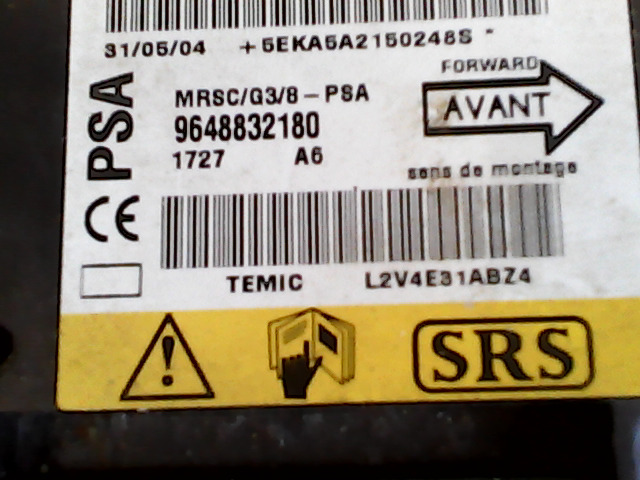 31/05/04 +5EKA5A2150248S *
FORWARD
AVANT
sens de montage
PSA
MRSC/G3/8-PSA
9648832180
1727 A6
CE
TEMIC L2V4E31ABZ4
SRS